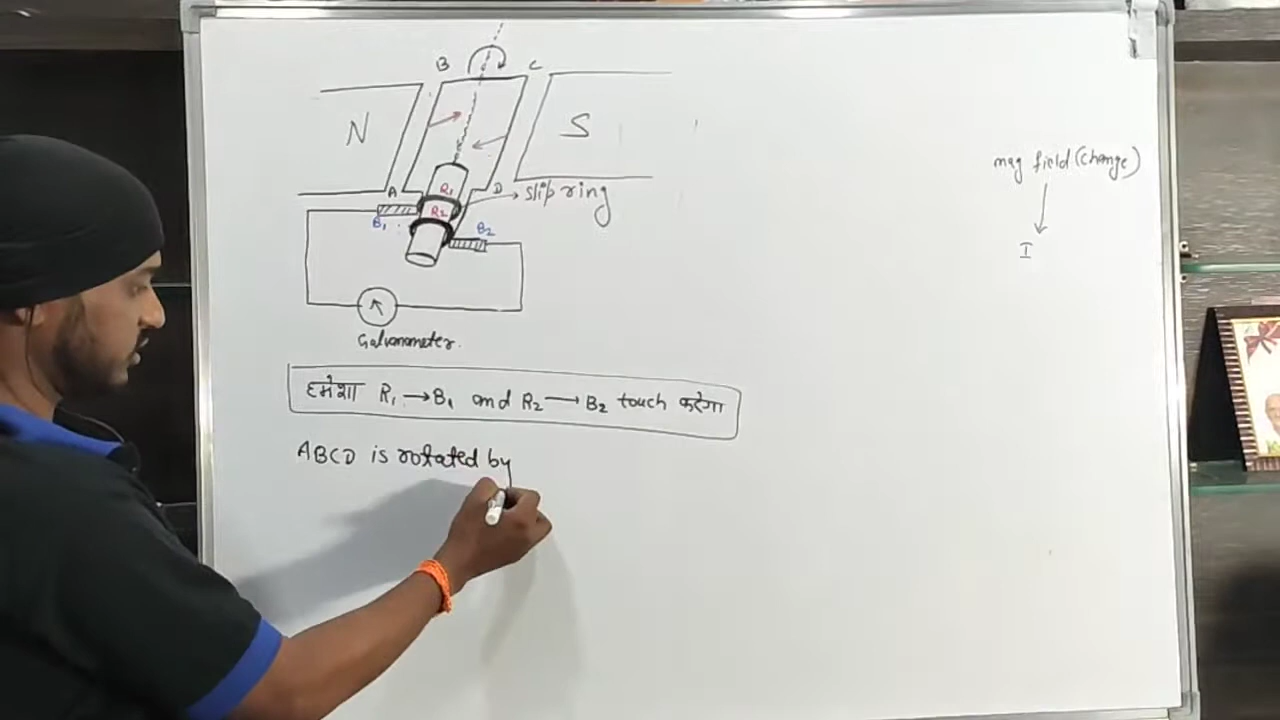 B C
N S
mag field (change)
I
R₁
A D slip ring
R₂
B₁ B₂
Galvanometer.
हमेशा R₁ → B₁ and R₂ → B₂ touch करेगा
ABCD is rotated by